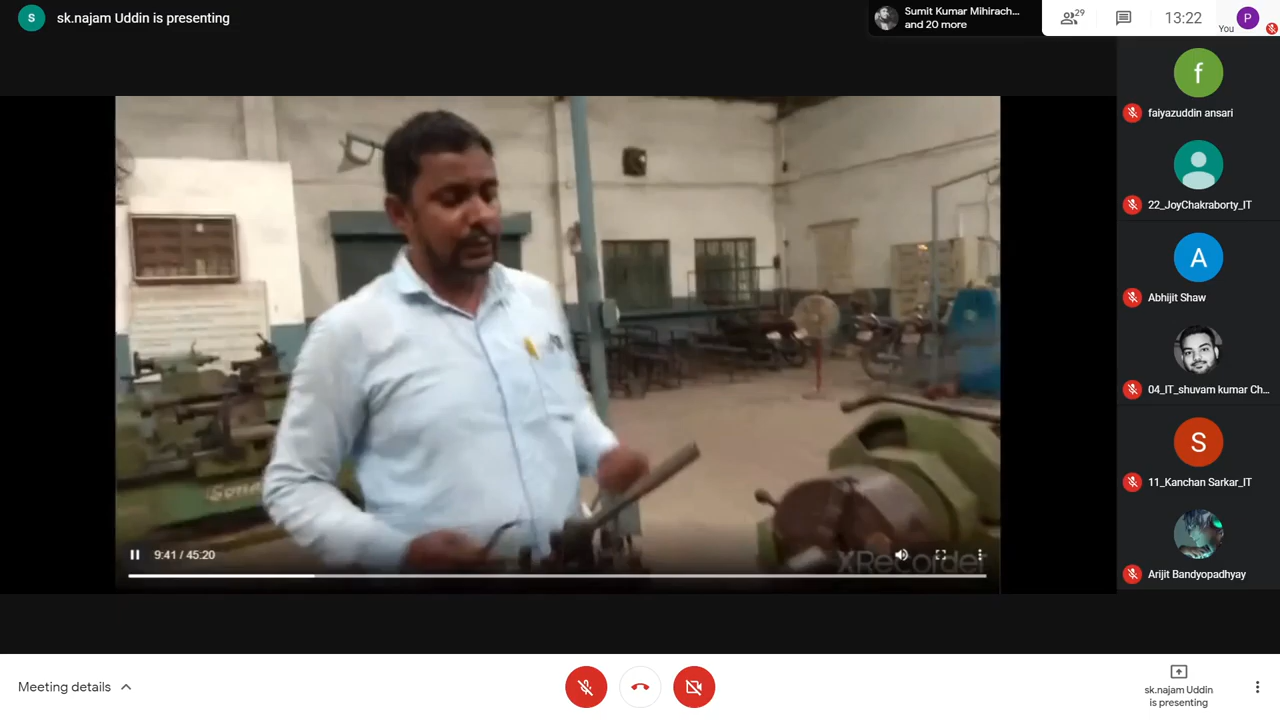 S
sk.najam Uddin is presenting
Sumit Kumar Mihirach...
and 20 more
29
13:22
You
P
f
faiyazuddin ansari
22_JoyChakraborty_IT
A
Abhijit Shaw
04_IT_shuvam kumar Ch...
S
11_Kanchan Sarkar_IT
Arijit Bandyopadhyay
9:41 / 45:20
XRecorder
Meeting details
sk.najam Uddin
is presenting